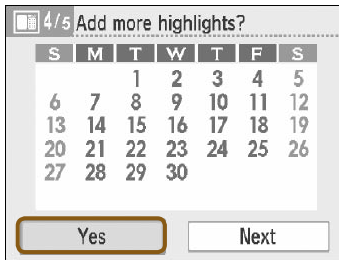 4/5 Add more highlights?
S M T W T F S
1 2 3 4 5
6 7 8 9 10 11 12
13 14 15 16 17 18 19
20 21 22 23 24 25 26
27 28 29 30
Yes Next